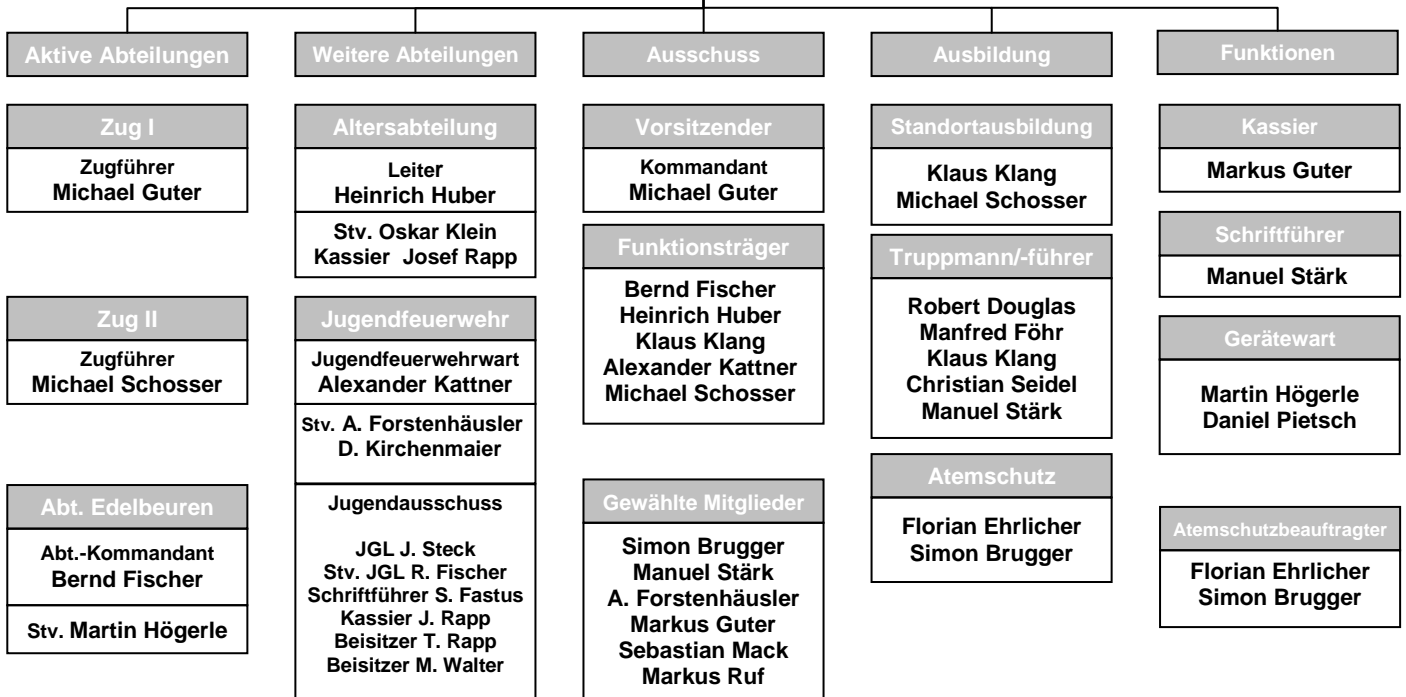 Aktive Abteilungen
Zug I
Zugführer
Michael Guter
Zug II
Zugführer
Michael Schosser
Abt. Edelbeuren
Abt.-Kommandant
Bernd Fischer
Stv. Martin Högerle
Weitere Abteilungen
Altersabteilung
Leiter
Heinrich Huber
Stv. Oskar Klein
Kassier Josef Rapp
Jugendfeuerwehr
Jugendfeuerwehrwart
Alexander Kattner
Stv. A. Forstenhäusler
D. Kirchenmaier
Jugendausschuss
JGL J. Steck
Stv. JGL R. Fischer
Schriftführer S. Fastus
Kassier J. Rapp
Beisitzer T. Rapp
Beisitzer M. Walter
Ausschuss
Vorsitzender
Kommandant
Michael Guter
Funktionsträger
Bernd Fischer
Heinrich Huber
Klaus Klang
Alexander Kattner
Michael Schosser
Gewählte Mitglieder
Simon Brugger
Manuel Stärk
A. Forstenhäusler
Markus Guter
Sebastian Mack
Markus Ruf
Ausbildung
Standortausbildung
Klaus Klang
Michael Schosser
Truppmann/-führer
Robert Douglas
Manfred Föhr
Klaus Klang
Christian Seidel
Manuel Stärk
Atemschutz
Florian Ehrlicher
Simon Brugger
Funktionen
Kassier
Markus Guter
Schriftführer
Manuel Stärk
Gerätewart
Martin Högerle
Daniel Pietsch
Atemschutzbeauftragter
Florian Ehrlicher
Simon Brugger